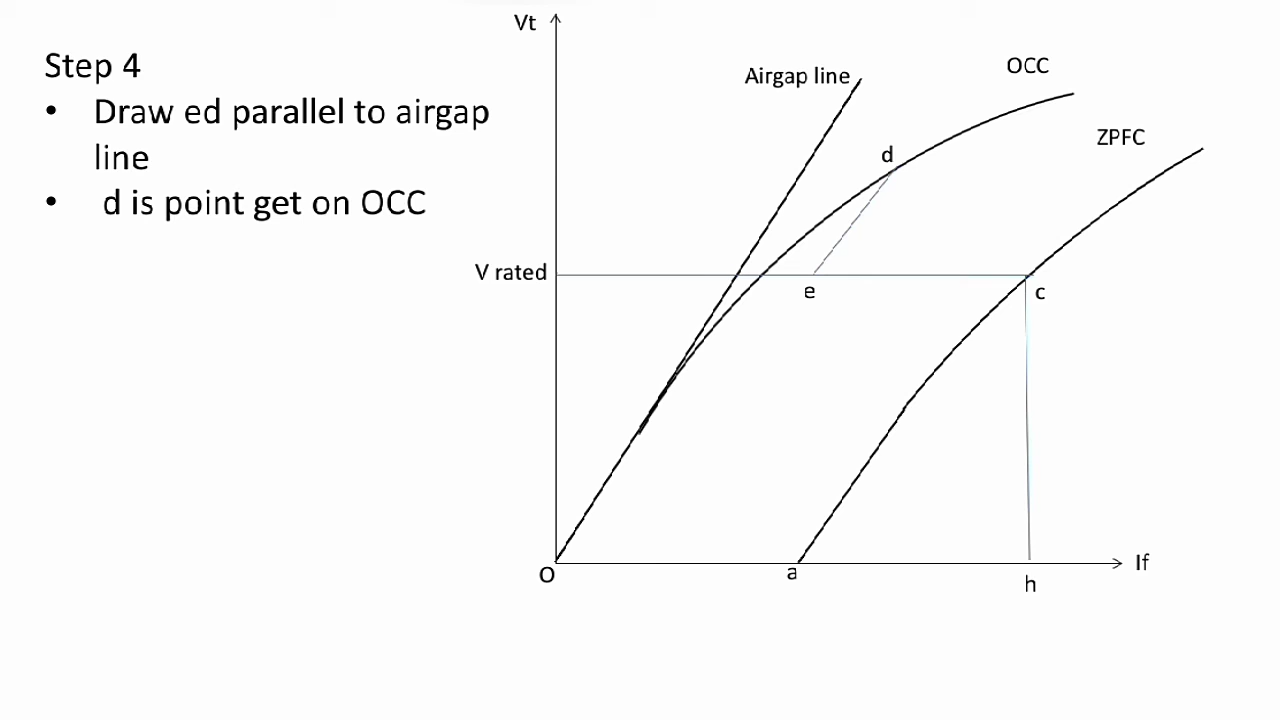 Step 4
• Draw ed parallel to airgap
line
• d is point get on OCC
Vt
Airgap line
OCC
ZPFC
d
V rated
e
c
O
a
h
If